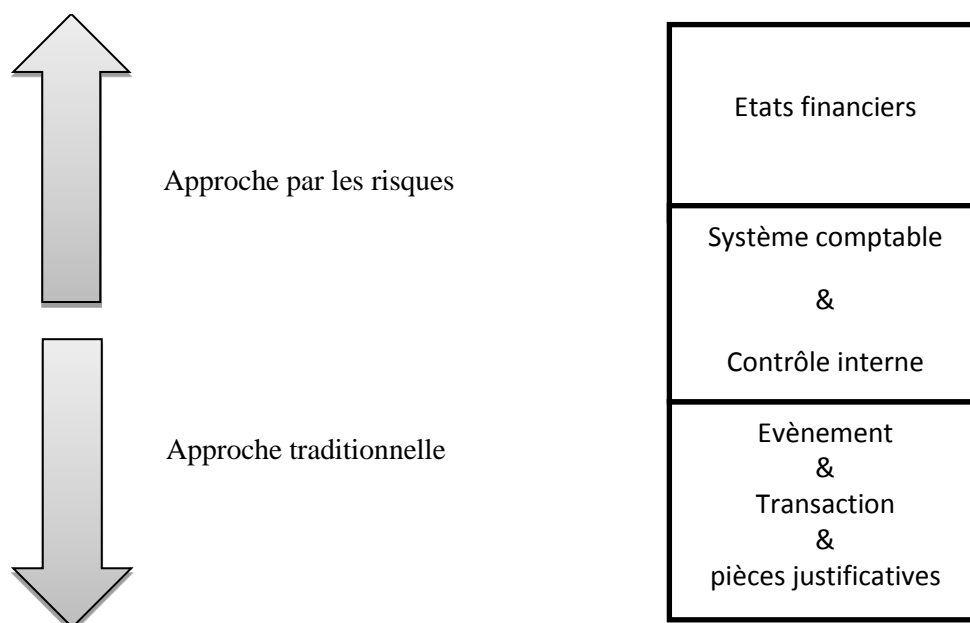 Etats financiers
Approche par les risques
Système comptable
&
Contrôle interne
Approche traditionnelle
Evènement
&
Transaction
&
pièces justificatives